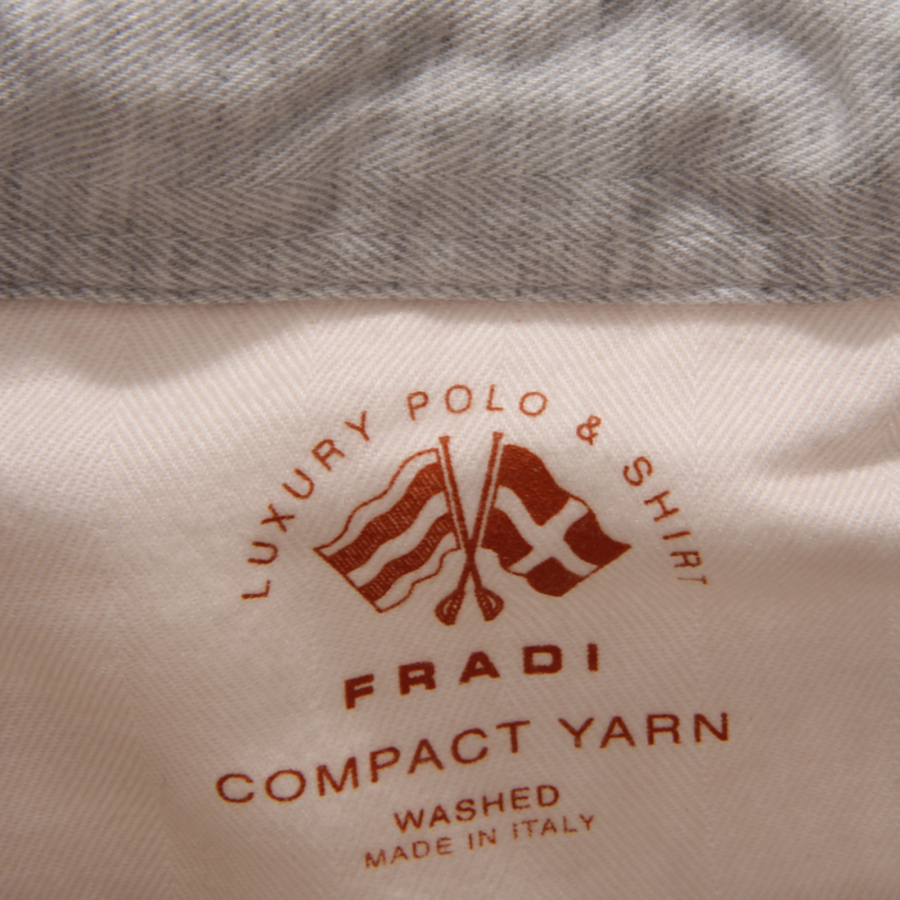 LUXURY POLO & SHIRT
FRADI
COMPACT YARN
WASHED
MADE IN ITALY